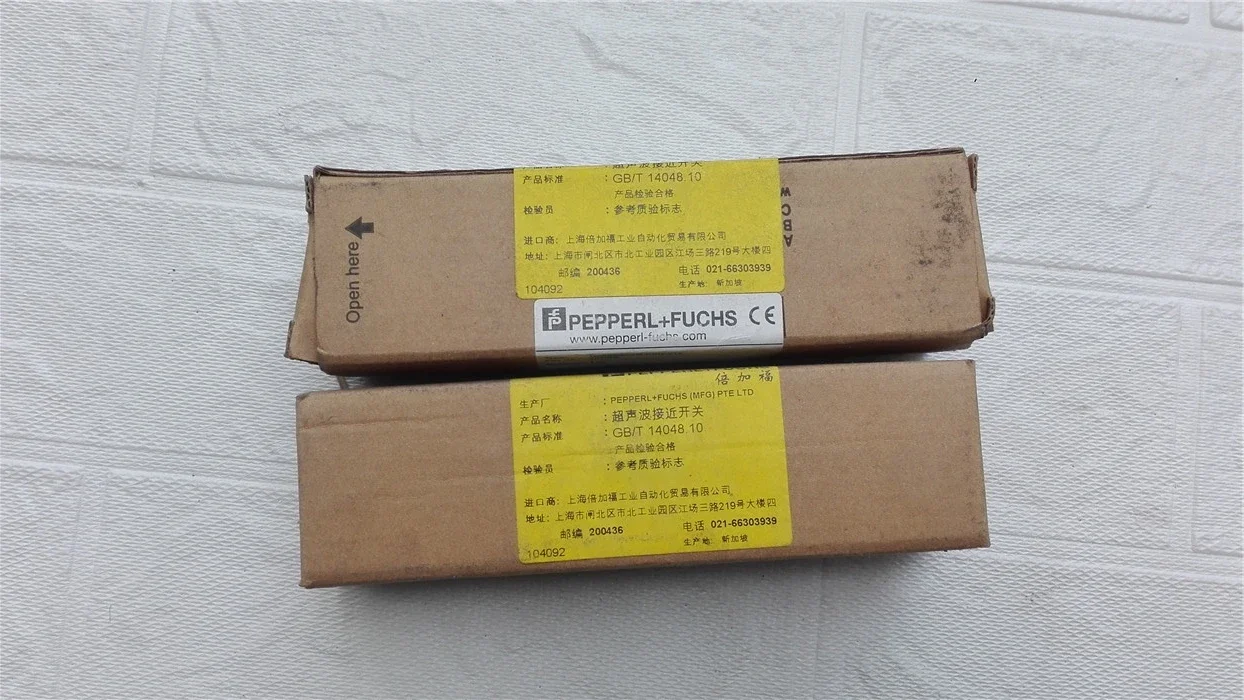 Open here
产品标准 : GB/T 14048.10
产品检验合格
检验员 : 参考质验标志
进口商: 上海倍加福工业自动化贸易有限公司
地址: 上海市闸北区市北工业园区江场三路219号大楼四
邮编 200436 电话 021-66303939
生产地: 新加坡
104092
PEPPERL+FUCHS CE
www.pepperl-fuchs.com
倍加福
生产厂 : PEPPERL+FUCHS (MFG) PTE LTD
产品名称 : 超声波接近开关
产品标准 : GB/T 14048.10
产品检验合格
检验员 : 参考质验标志
进口商: 上海倍加福工业自动化贸易有限公司
地址: 上海市闸北区市北工业园区江场三路219号大楼四
邮编 200436 电话 021-66303939
生产地: 新加坡
104092